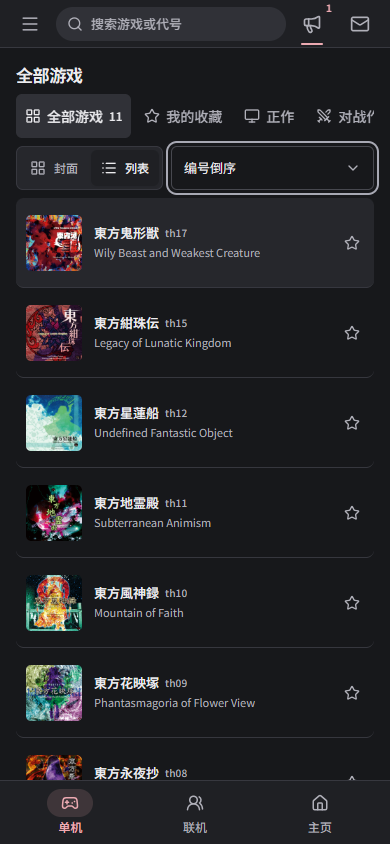 搜索游戏或代号
1
全部游戏
全部游戏 11 我的收藏 正作 对战作
封面 列表 编号倒序
東方鬼形獣 th17
Wily Beast and Weakest Creature
東方紺珠伝 th15
Legacy of Lunatic Kingdom
東方星蓮船 th12
Undefined Fantastic Object
東方地霊殿 th11
Subterranean Animism
東方風神録 th10
Mountain of Faith
東方花映塚 th09
Phantasmagoria of Flower View
東方永夜抄 th08
单机 联机 主页